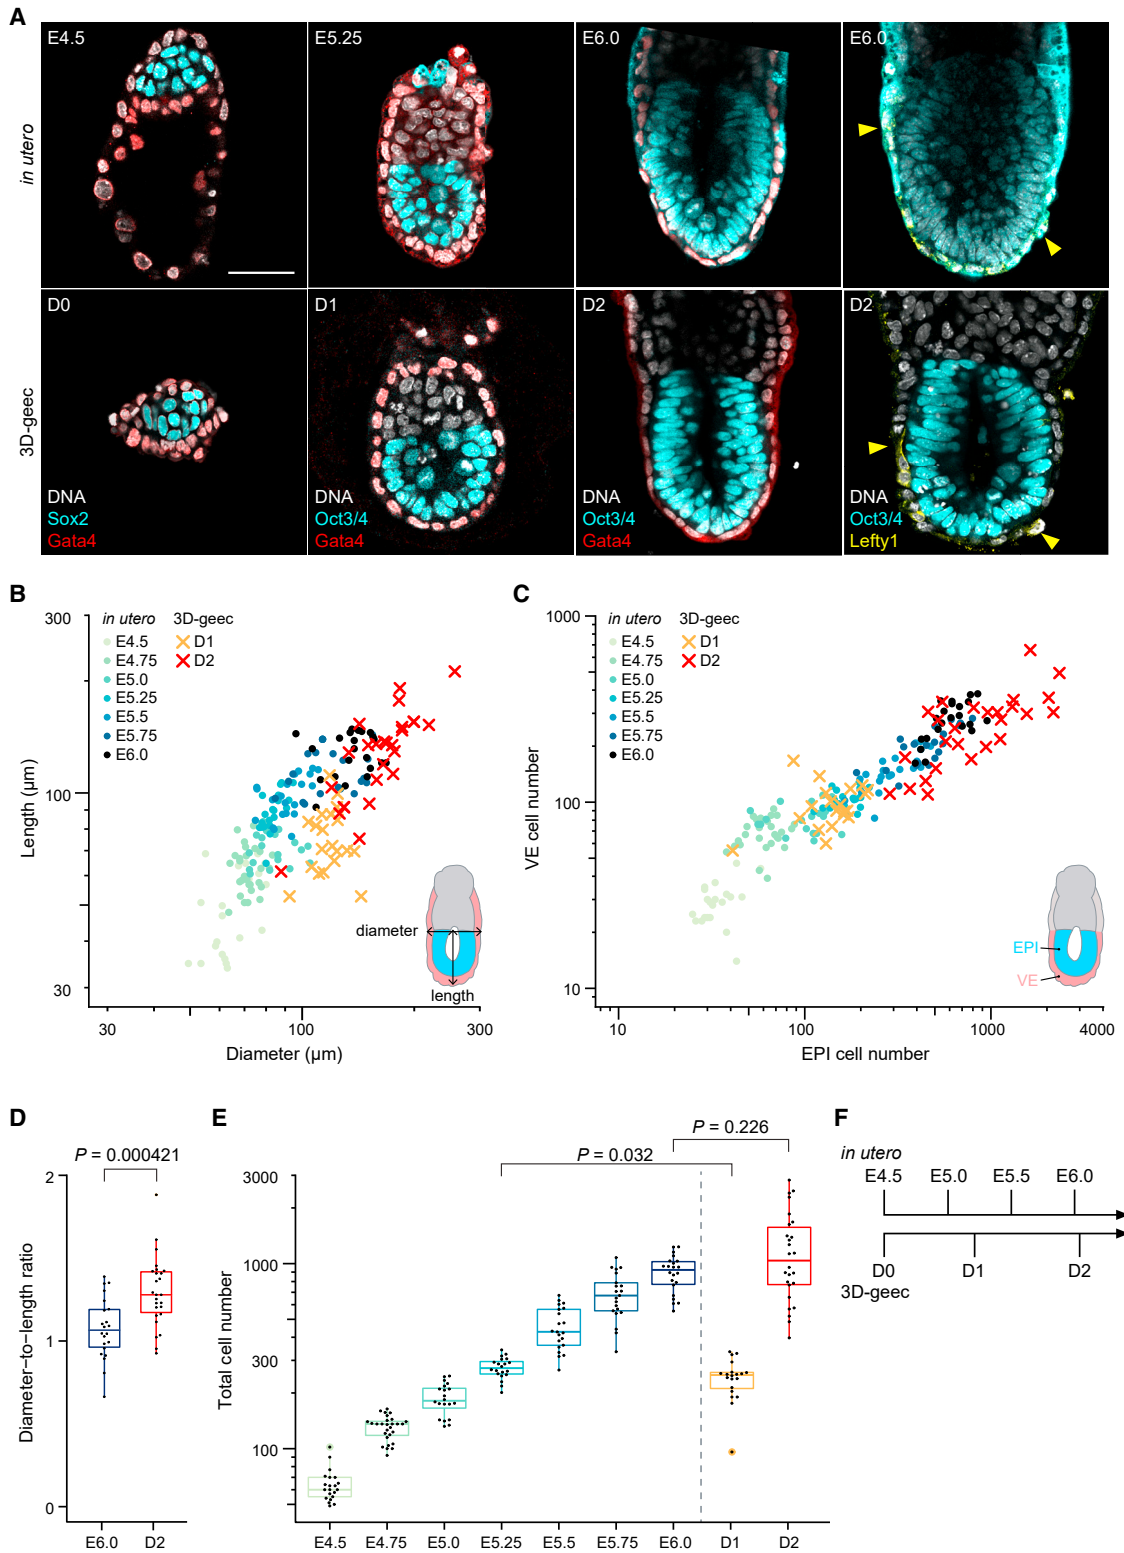 A
E4.5
E5.25
E6.0
E6.0
in utero
D0
D1
D2
D2
3D-geec
DNA
Sox2
Gata4
DNA
Oct3/4
Gata4
Oct3/4
Gata4
DNA
Oct3/4
Lefty1
B
in utero
3D-geec
E4.5
E4.75
E5.0
E5.25
E5.5
E5.75
E6.0
D1
D2
300
100
30
Length (µm)
30
100
300
Diameter (µm)
diameter
length
C
in utero
3D-geec
E4.5
E4.75
E5.0
E5.25
E5.5
E5.75
E6.0
D1
D2
1000
100
10
VE cell number
10
100
1000
4000
EPI cell number
EPI
VE
D
P = 0.000421
2
1
0
Diameter−to−length ratio
E6.0
D2
E
P = 0.226
P = 0.032
3000
1000
300
100
Total cell number
E4.5
E4.75
E5.0
E5.25
E5.5
E5.75
E6.0
D1
D2
F
in utero
E4.5
E5.0
E5.5
E6.0
D0
D1
D2
3D-geec